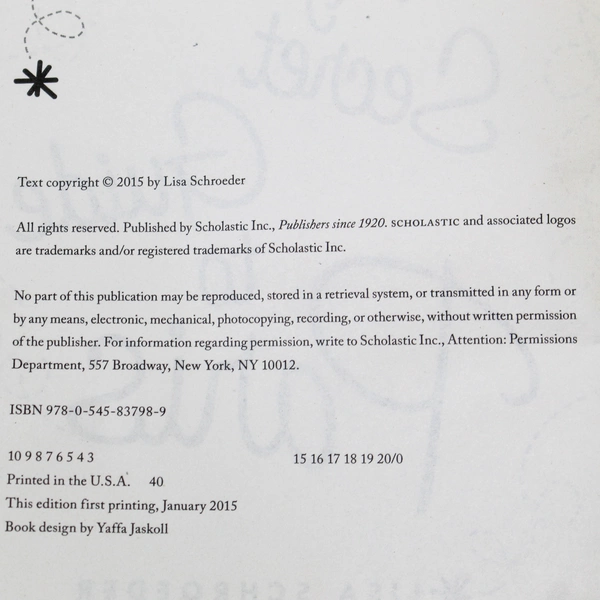 Text copyright © 2015 by Lisa Schroeder
All rights reserved. Published by Scholastic Inc., Publishers since 1920. SCHOLASTIC and associated logos
are trademarks and/or registered trademarks of Scholastic Inc.
No part of this publication may be reproduced, stored in a retrieval system, or transmitted in any form or
by any means, electronic, mechanical, photocopying, recording, or otherwise, without written permission
of the publisher. For information regarding permission, write to Scholastic Inc., Attention: Permissions
Department, 557 Broadway, New York, NY 10012.
ISBN 978-0-545-83798-9
10 9 8 7 6 5 4 3 15 16 17 18 19 20/0
Printed in the U.S.A. 40
This edition first printing, January 2015
Book design by Yaffa Jaskoll